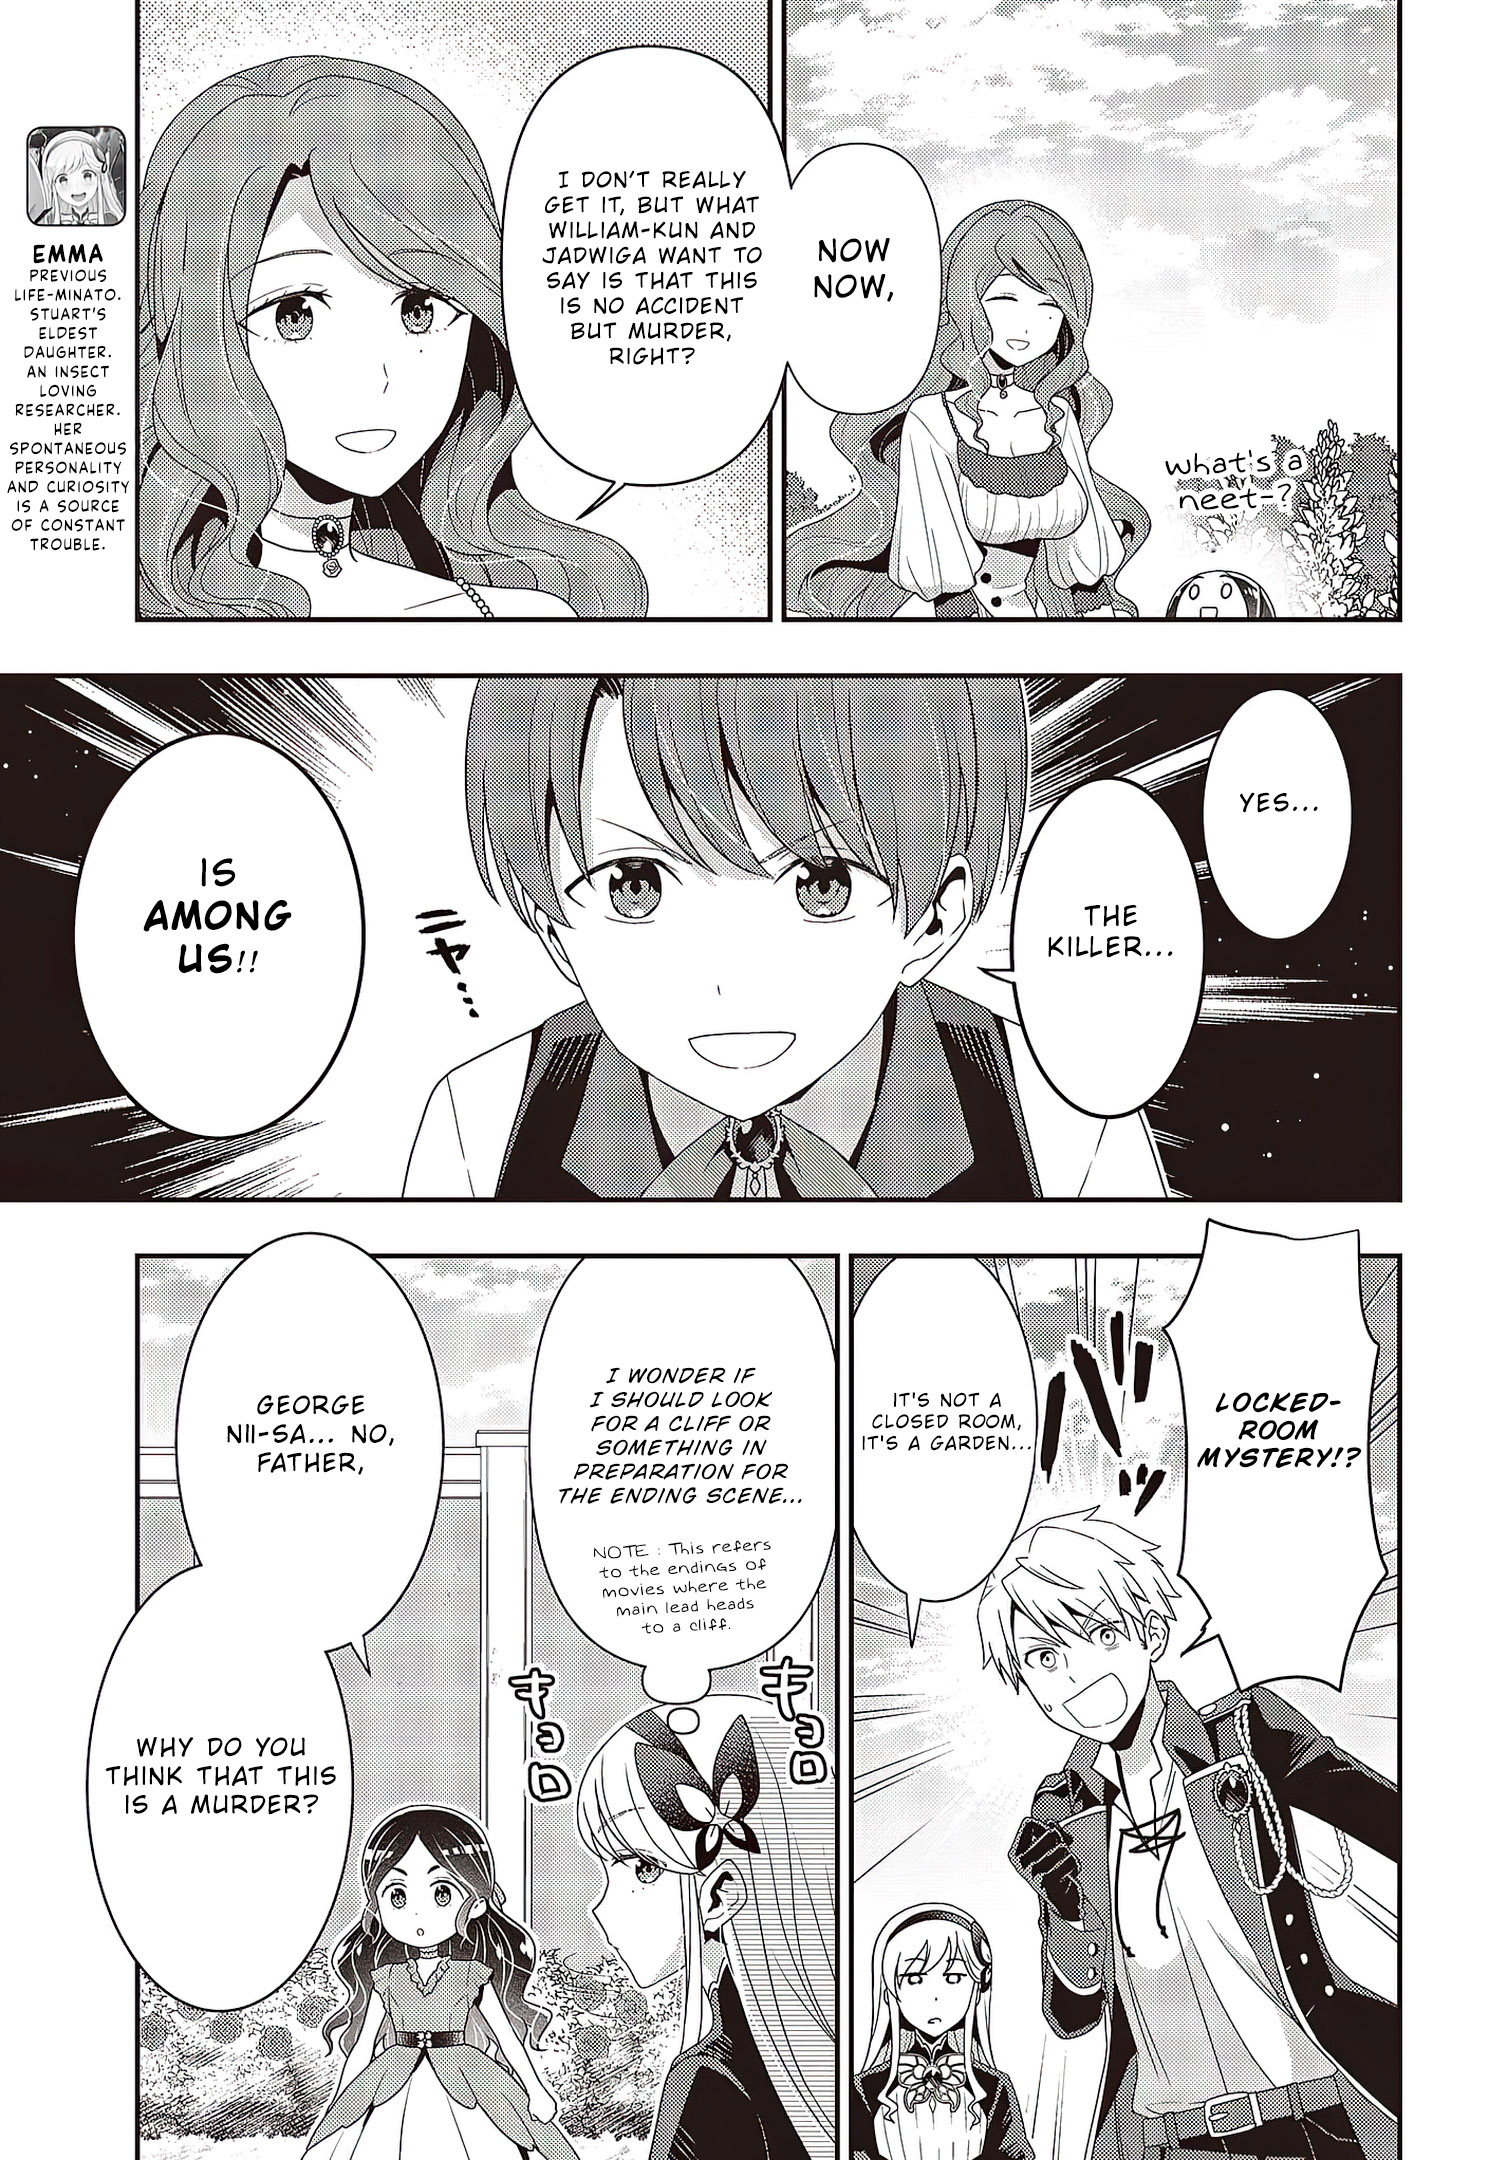 NOW
NOW,
what's a
neet-?
I DON'T REALLY
GET IT, BUT WHAT
WILLIAM-KUN AND
JADWIGA WANT TO
SAY IS THAT THIS
IS NO ACCIDENT
BUT MURDER,
RIGHT?
EMMA
PREVIOUS
LIFE-MINATO.
STUART'S
ELDEST
DAUGHTER.
AN INSECT
LOVING
RESEARCHER.
HER
SPONTANEOUS
PERSONALITY
AND CURIOSITY
IS A SOURCE
OF CONSTANT
TROUBLE.
YES...
THE
KILLER...
ニヤ…
IS
AMONG
US!!
LOCKED-
ROOM
MYSTERY!?
IT'S NOT A
CLOSED ROOM,
IT'S A GARDEN...
I WONDER IF
I SHOULD LOOK
FOR A CLIFF OR
SOMETHING IN
PREPARATION FOR
THE ENDING SCENE...
NOTE : This refers
to the endings of
movies where the
main lead heads
to a cliff.
キョロ
キョロ
GEORGE
NII-SA... NO,
FATHER,
WHY DO YOU
THINK THAT THIS
IS A MURDER?